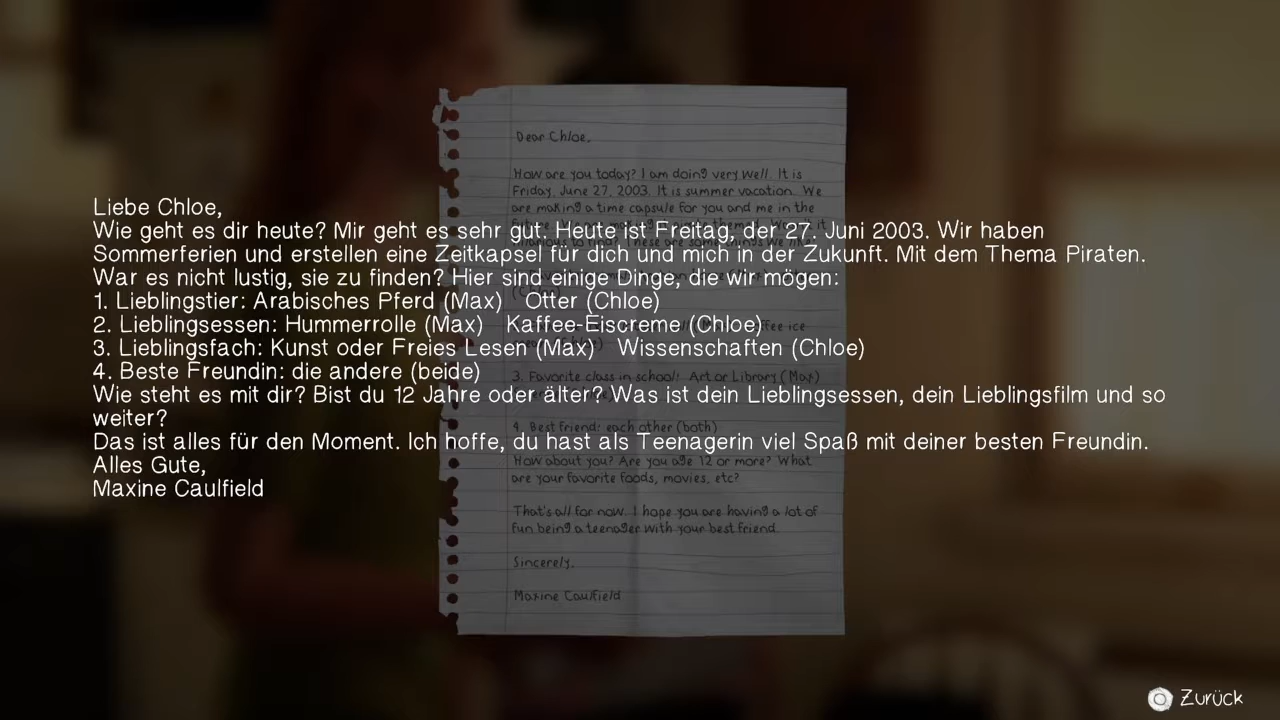 Liebe Chloe,
Wie geht es dir heute? Mir geht es sehr gut. Heute ist Freitag, der 27. Juni 2003. Wir haben
Sommerferien und erstellen eine Zeitkapsel für dich und mich in der Zukunft. Mit dem Thema Piraten.
War es nicht lustig, sie zu finden? Hier sind einige Dinge, die wir mögen:
1. Lieblingstier: Arabisches Pferd (Max) Otter (Chloe)
2. Lieblingsessen: Hummerrolle (Max) Kaffee-Eiscreme (Chloe)
3. Lieblingsfach: Kunst oder Freies Lesen (Max) Wissenschaften (Chloe)
4. Beste Freundin: die andere (beide)
Wie steht es mit dir? Bist du 12 Jahre oder älter? Was ist dein Lieblingsessen, dein Lieblingsfilm und so
weiter?
Das ist alles für den Moment. Ich hoffe, du hast als Teenagerin viel Spaß mit deiner besten Freundin.
Alles Gute,
Maxine Caulfield
Dear Chloe,
How are you today? I am doing very well. It is
Friday, June 27, 2003. It is summer vacation. We
are making a time capsule for you and me in the
3. Favorite class in school: Art or Library (Max)
4. Best friend: each other (both)
How about you? Are you age 12 or more? What
are your favorite foods, movies, etc?
That's all for now. I hope you are having a lot of
fun being a teenager with your best friend.
Sincerely,
Maxine Caulfield
Zurück